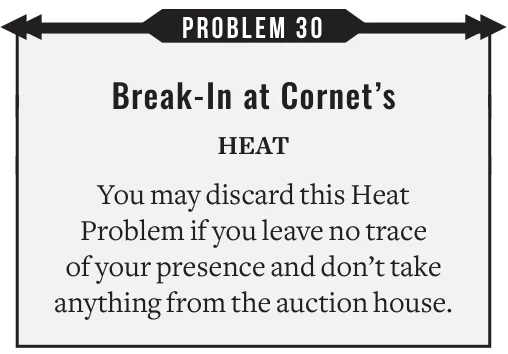 PROBLEM 30
Break-In at Cornet’s
HEAT
You may discard this Heat
Problem if you leave no trace
of your presence and don’t take
anything from the auction house.